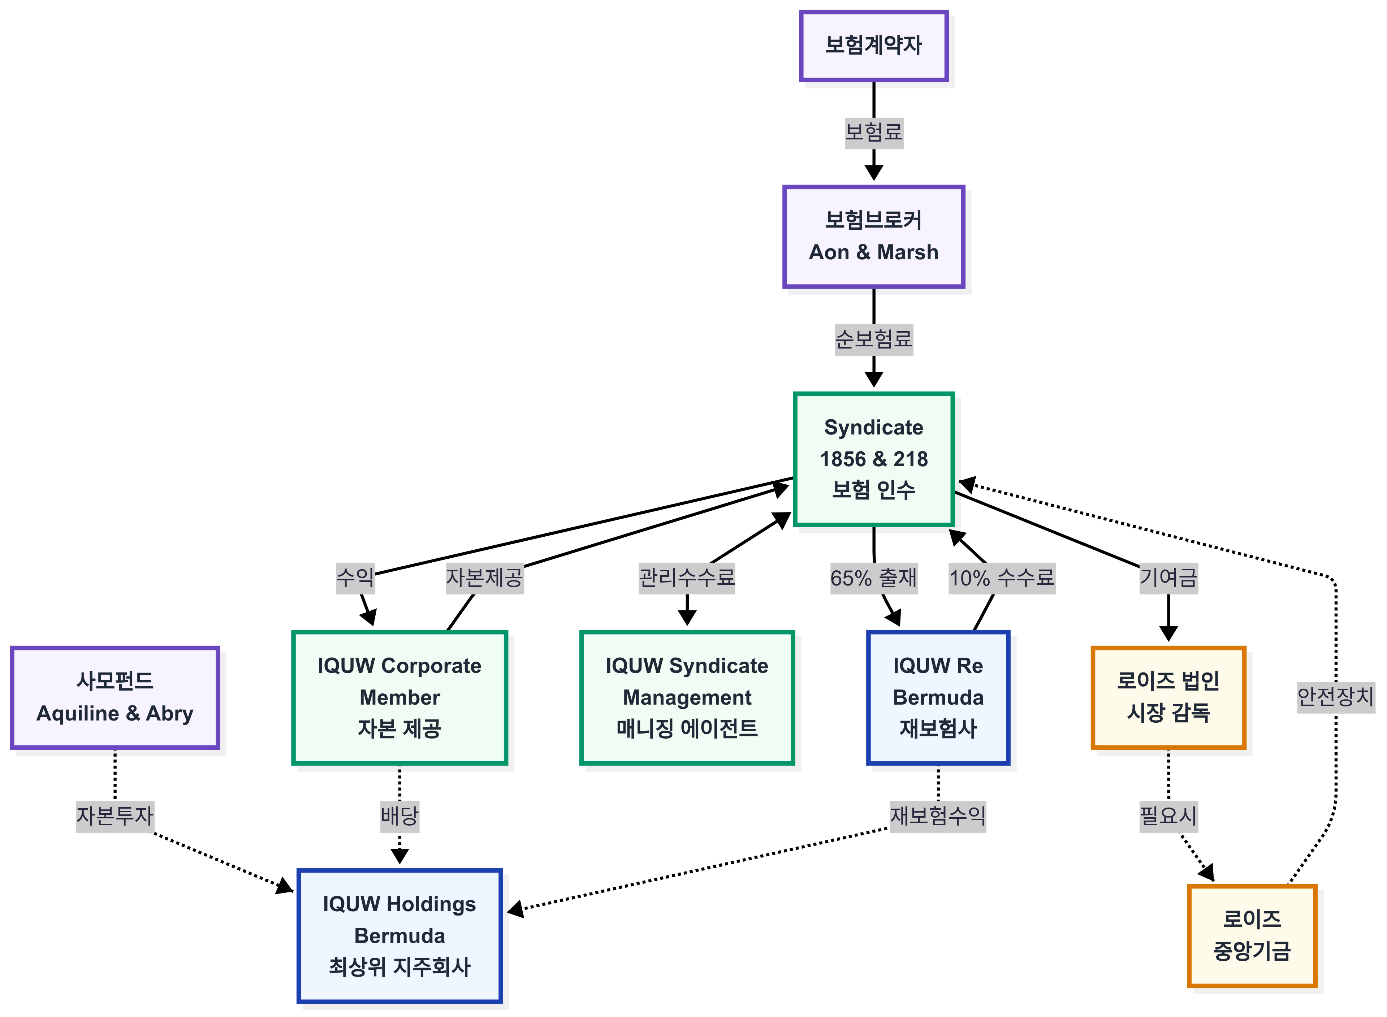 보험계약자
보험료
보험브로커
Aon & Marsh
순보험료
Syndicate
1856 & 218
보험 인수
수익
자본제공
관리수수료
65% 출재
10% 수수료
기여금
사모펀드
Aquiline & Abry
IQUW Corporate
Member
자본 제공
IQUW Syndicate
Management
매니징 에이전트
IQUW Re
Bermuda
재보험사
로이즈 법인
시장 감독
안전장치
자본투자
배당
재보험수익
필요시
IQUW Holdings
Bermuda
최상위 지주회사
로이즈
중앙기금